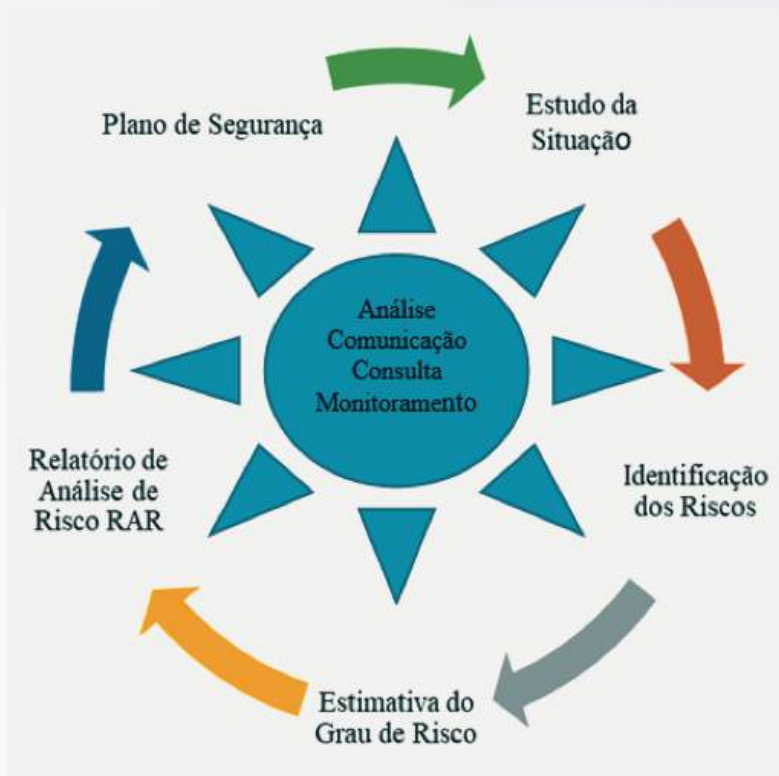 Plano de Segurança
Estudo da
Situação
Análise
Comunicação
Consulta
Monitoramento
Identificação
dos Riscos
Estimativa do
Grau de Risco
Relatório de
Análise de
Risco RAR